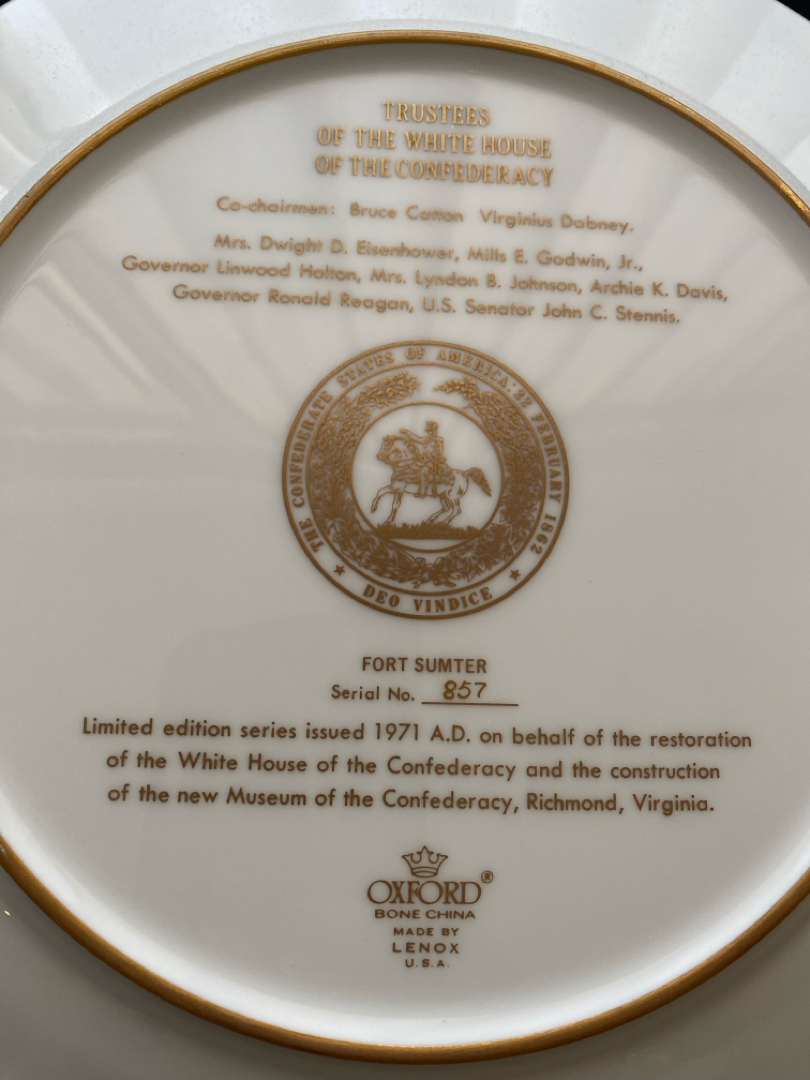 TRUSTEES
OF THE WHITE HOUSE
OF THE CONFEDERACY
Co-chairmen: Bruce Catton Virginius Dabney.
Mrs. Dwight D. Eisenhower, Mills E. Godwin, Jr.,
Governor Linwood Holton, Mrs. Lyndon B. Johnson, Archie K. Davis,
Governor Ronald Reagan, U.S. Senator John C. Stennis.
THE CONFEDERATE STATES OF AMERICA: 22 FEBRUARY 1862
DEO VINDICE
FORT SUMTER
Serial No. 857
Limited edition series issued 1971 A.D. on behalf of the restoration
of the White House of the Confederacy and the construction
of the new Museum of the Confederacy, Richmond, Virginia.
OXFORD®
BONE CHINA
MADE BY
LENOX
U.S.A.